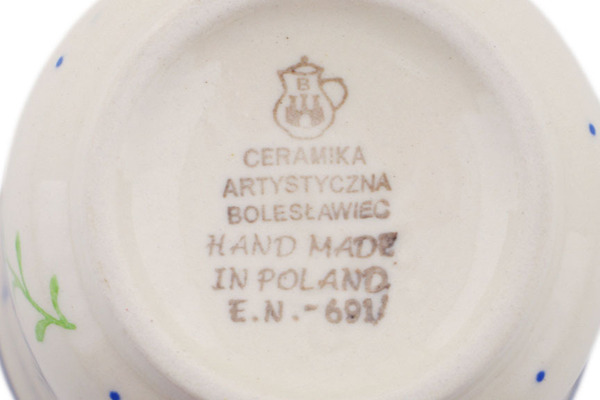 B
CERAMIKA
ARTYSTYCZNA
BOLESŁAWIEC
HAND MADE
IN POLAND
E.N.-691/